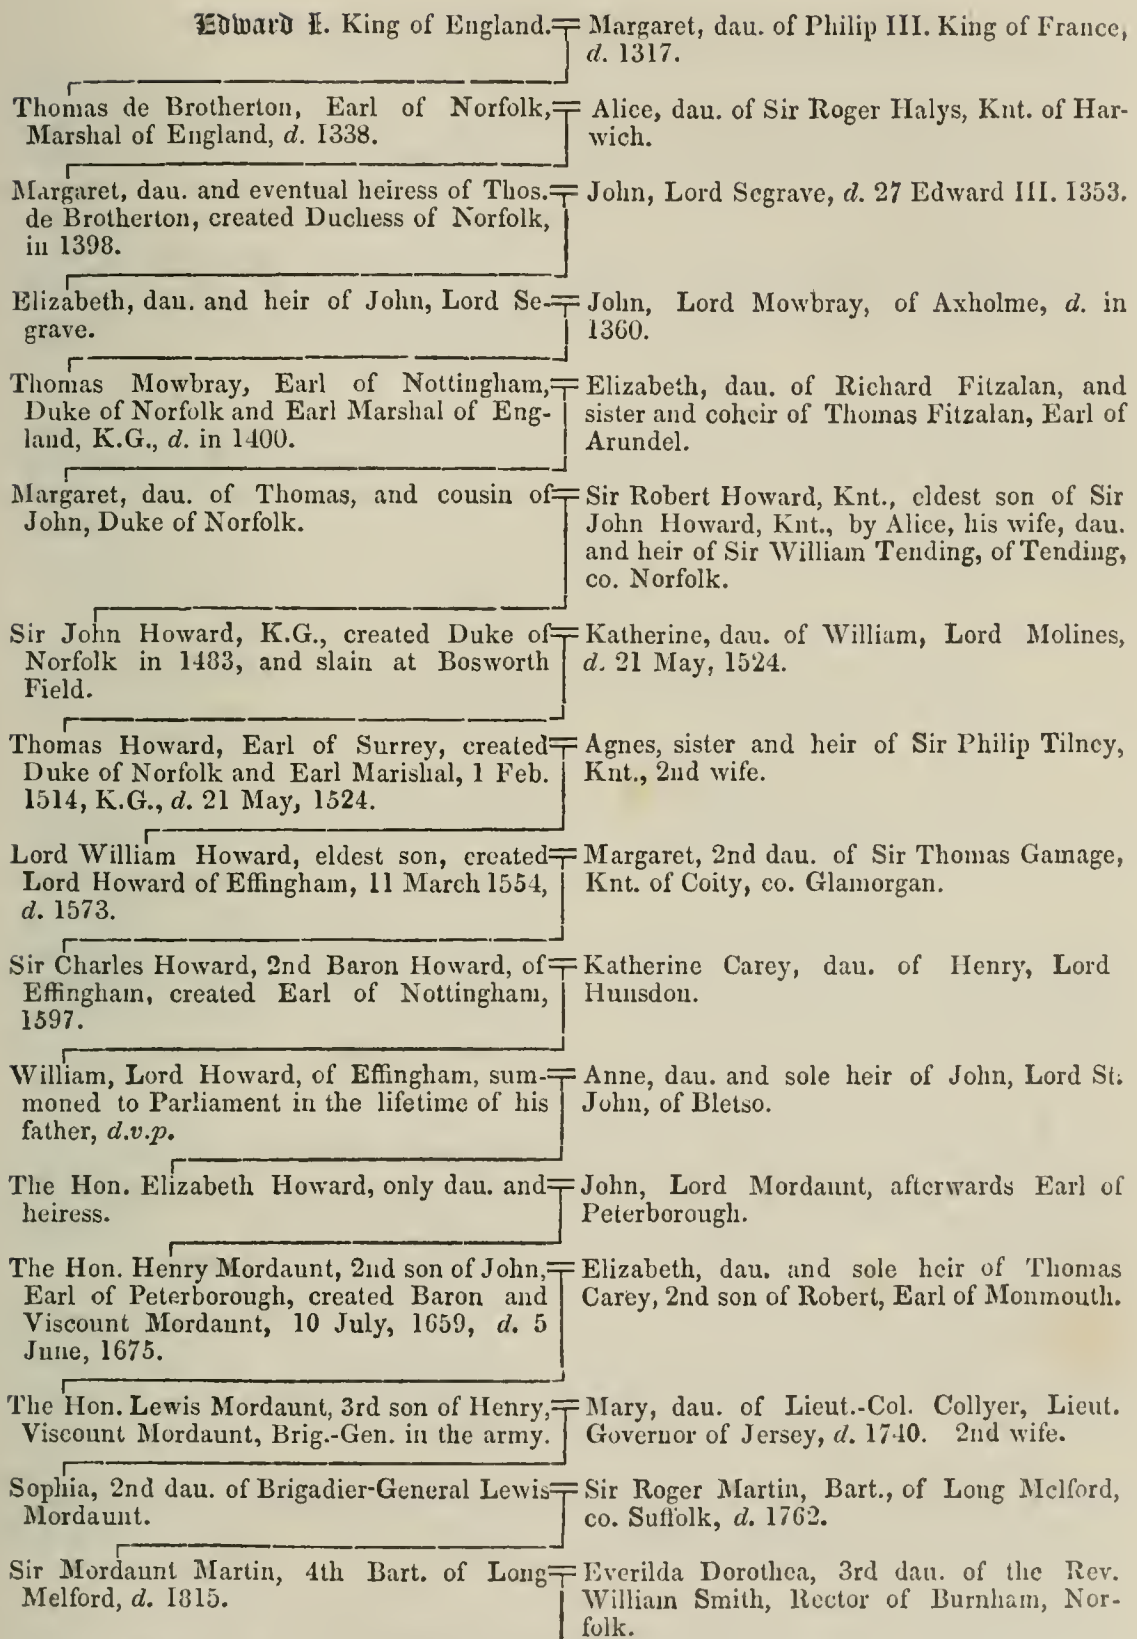 Edward I. King of England. = Margaret, dau. of Philip III. King of France,
d. 1317.
Thomas de Brotherton, Earl of Norfolk,
Marshal of England, d. 1338.
= Alice, dau. of Sir Roger Halys, Knt. of Har-
wich.
Margaret, dau. and eventual heiress of Thos.
de Brotherton, created Duchess of Norfolk,
in 1398.
= John, Lord Segrave, d. 27 Edward III. 1353.
Elizabeth, dau. and heir of John, Lord Se-
grave.
= John, Lord Mowbray, of Axholme, d. in
1360.
Thomas Mowbray, Earl of Nottingham,
Duke of Norfolk and Earl Marshal of Eng-
land, K.G., d. in 1400.
= Elizabeth, dau. of Richard Fitzalan, and
sister and coheir of Thomas Fitzalan, Earl of
Arundel.
Margaret, dau. of Thomas, and cousin of
John, Duke of Norfolk.
= Sir Robert Howard, Knt., eldest son of Sir
John Howard, Knt., by Alice, his wife, dau.
and heir of Sir William Tending, of Tending,
co. Norfolk.
Sir John Howard, K.G., created Duke of
Norfolk in 1483, and slain at Bosworth
Field.
= Katherine, dau. of William, Lord Molines,
d. 21 May, 1524.
Thomas Howard, Earl of Surrey, created
Duke of Norfolk and Earl Marishal, 1 Feb.
1514, K.G., d. 21 May, 1524.
= Agnes, sister and heir of Sir Philip Tilney,
Knt., 2nd wife.
Lord William Howard, eldest son, created
Lord Howard of Effingham, 11 March 1554,
d. 1573.
= Margaret, 2nd dau. of Sir Thomas Gamage,
Knt. of Coity, co. Glamorgan.
Sir Charles Howard, 2nd Baron Howard, of
Effingham, created Earl of Nottingham,
1597.
= Katherine Carey, dau. of Henry, Lord
Hunsdon.
William, Lord Howard, of Effingham, sum-
moned to Parliament in the lifetime of his
father, d.v.p.
= Anne, dau. and sole heir of John, Lord St.
John, of Bletso.
The Hon. Elizabeth Howard, only dau. and
heiress.
= John, Lord Mordaunt, afterwards Earl of
Peterborough.
The Hon. Henry Mordaunt, 2nd son of John,
Earl of Peterborough, created Baron and
Viscount Mordaunt, 10 July, 1659, d. 5
June, 1675.
= Elizabeth, dau. and sole heir of Thomas
Carey, 2nd son of Robert, Earl of Monmouth.
The Hon. Lewis Mordaunt, 3rd son of Henry,
Viscount Mordaunt, Brig.-Gen. in the army.
= Mary, dau. of Lieut.-Col. Collyer, Lieut.
Governor of Jersey, d. 1740. 2nd wife.
Sophia, 2nd dau. of Brigadier-General Lewis
Mordaunt.
= Sir Roger Martin, Bart., of Long Melford,
co. Suffolk, d. 1762.
Sir Mordaunt Martin, 4th Bart. of Long
Melford, d. 1815.
= Everilda Dorothea, 3rd dau. of the Rev.
William Smith, Rector of Burnham, Nor-
folk.